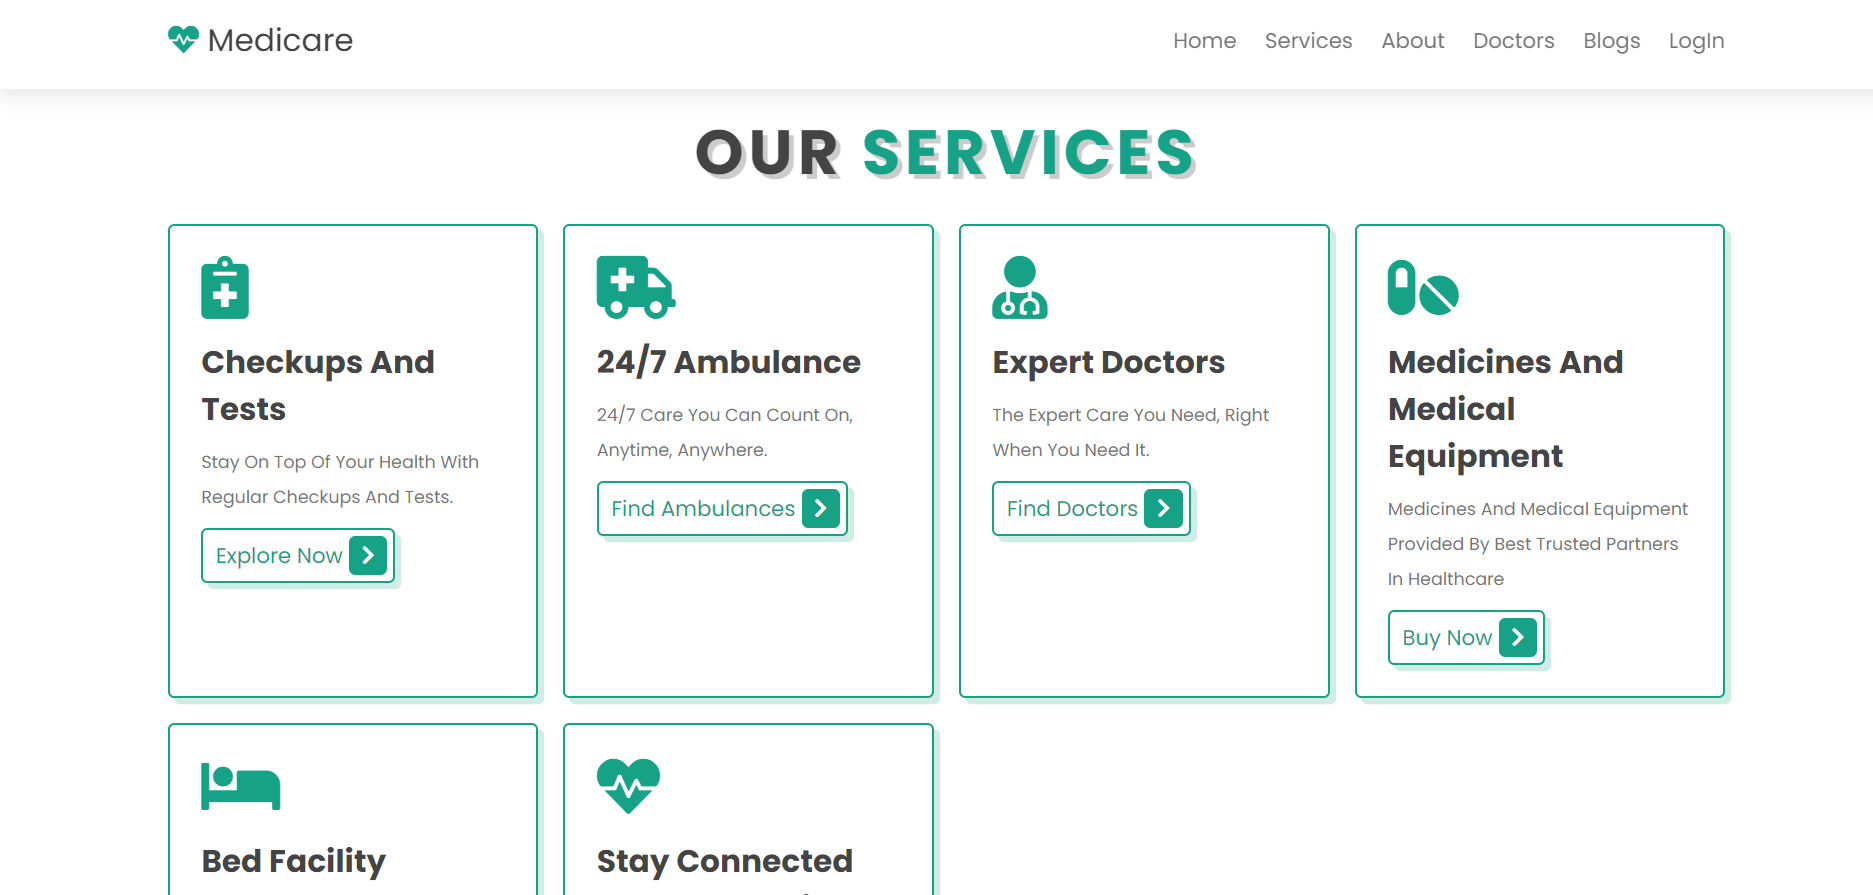 Medicare
Home Services About Doctors Blogs LogIn
OUR SERVICES
Checkups And
Tests
Stay On Top Of Your Health With
Regular Checkups And Tests.
Explore Now
24/7 Ambulance
24/7 Care You Can Count On,
Anytime, Anywhere.
Find Ambulances
Expert Doctors
The Expert Care You Need, Right
When You Need It.
Find Doctors
Medicines And
Medical
Equipment
Medicines And Medical Equipment
Provided By Best Trusted Partners
In Healthcare
Buy Now
Bed Facility
Stay Connected